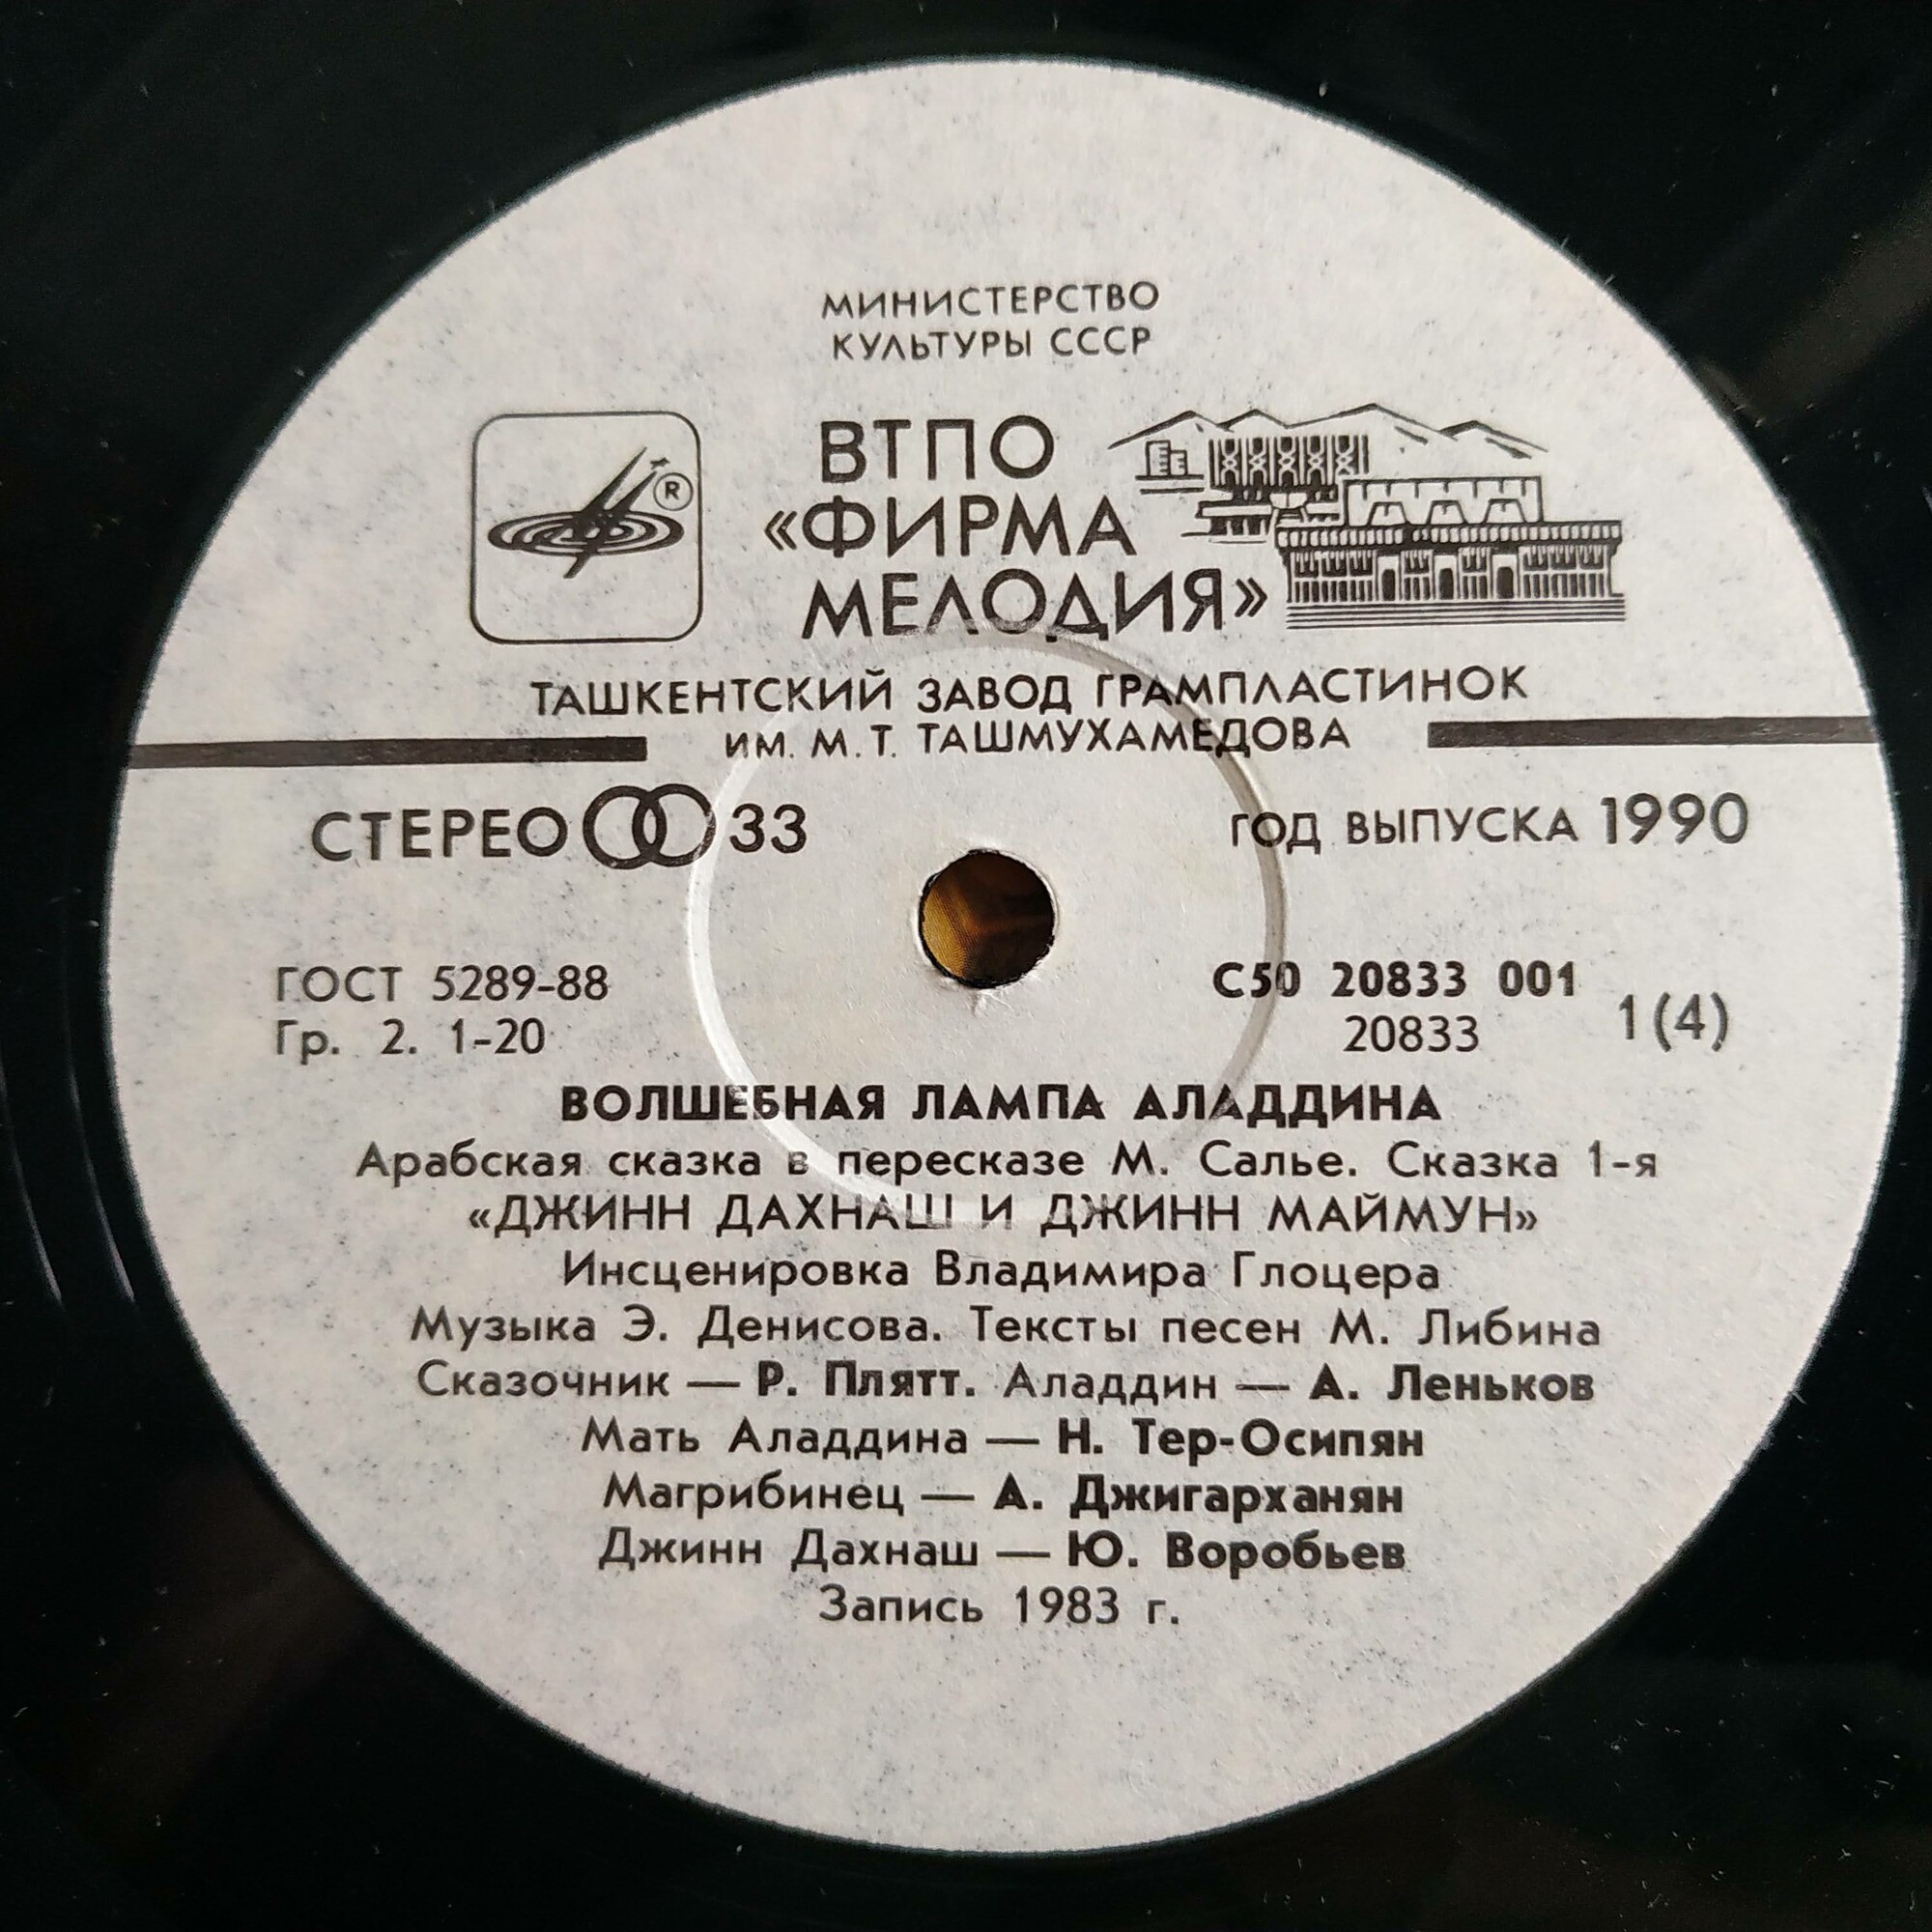 МИНИСТЕРСТВО
КУЛЬТУРЫ СССР
®
ВТПО
«ФИРМА
МЕЛОДИЯ»
ТАШКЕНТСКИЙ ЗАВОД ГРАМПЛАСТИНОК
ИМ. М. Т. ТАШМУХАМЕДОВА
СТЕРЕО 33
ГОД ВЫПУСКА 1990
ГОСТ 5289-88
Гр. 2. 1-20
С50 20833 001
20833
1(4)
ВОЛШЕБНАЯ ЛАМПА АЛАДДИНА
Арабская сказка в пересказе М. Салье. Сказка 1-я
«ДЖИНН ДАХНАШ И ДЖИНН МАЙМУН»
Инсценировка Владимира Глоцера
Музыка Э. Денисова. Тексты песен М. Либина
Сказочник — Р. Плятт. Аладдин — А. Леньков
Мать Аладдина — Н. Тер-Осипян
Магрибинец — А. Джигарханян
Джинн Дахнаш — Ю. Воробьев
Запись 1983 г.